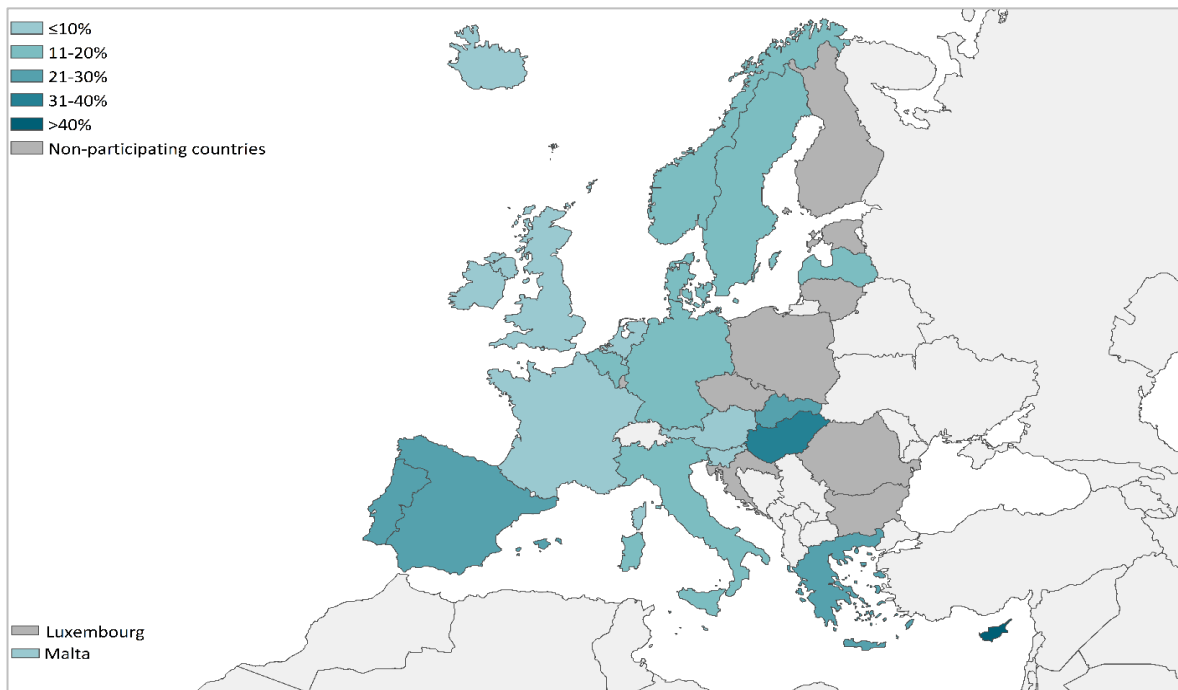 ≤10%
11-20%
21-30%
31-40%
>40%
Non-participating countries
Luxembourg
Malta